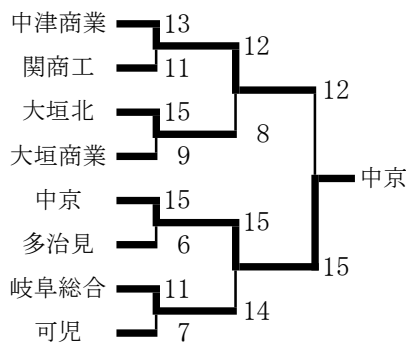 中津商業 13
12
関商工 11
12
大垣北 15
8
大垣商業 9
中京
中京 15
15
多治見 6
15
岐阜総合 11
14
可児 7